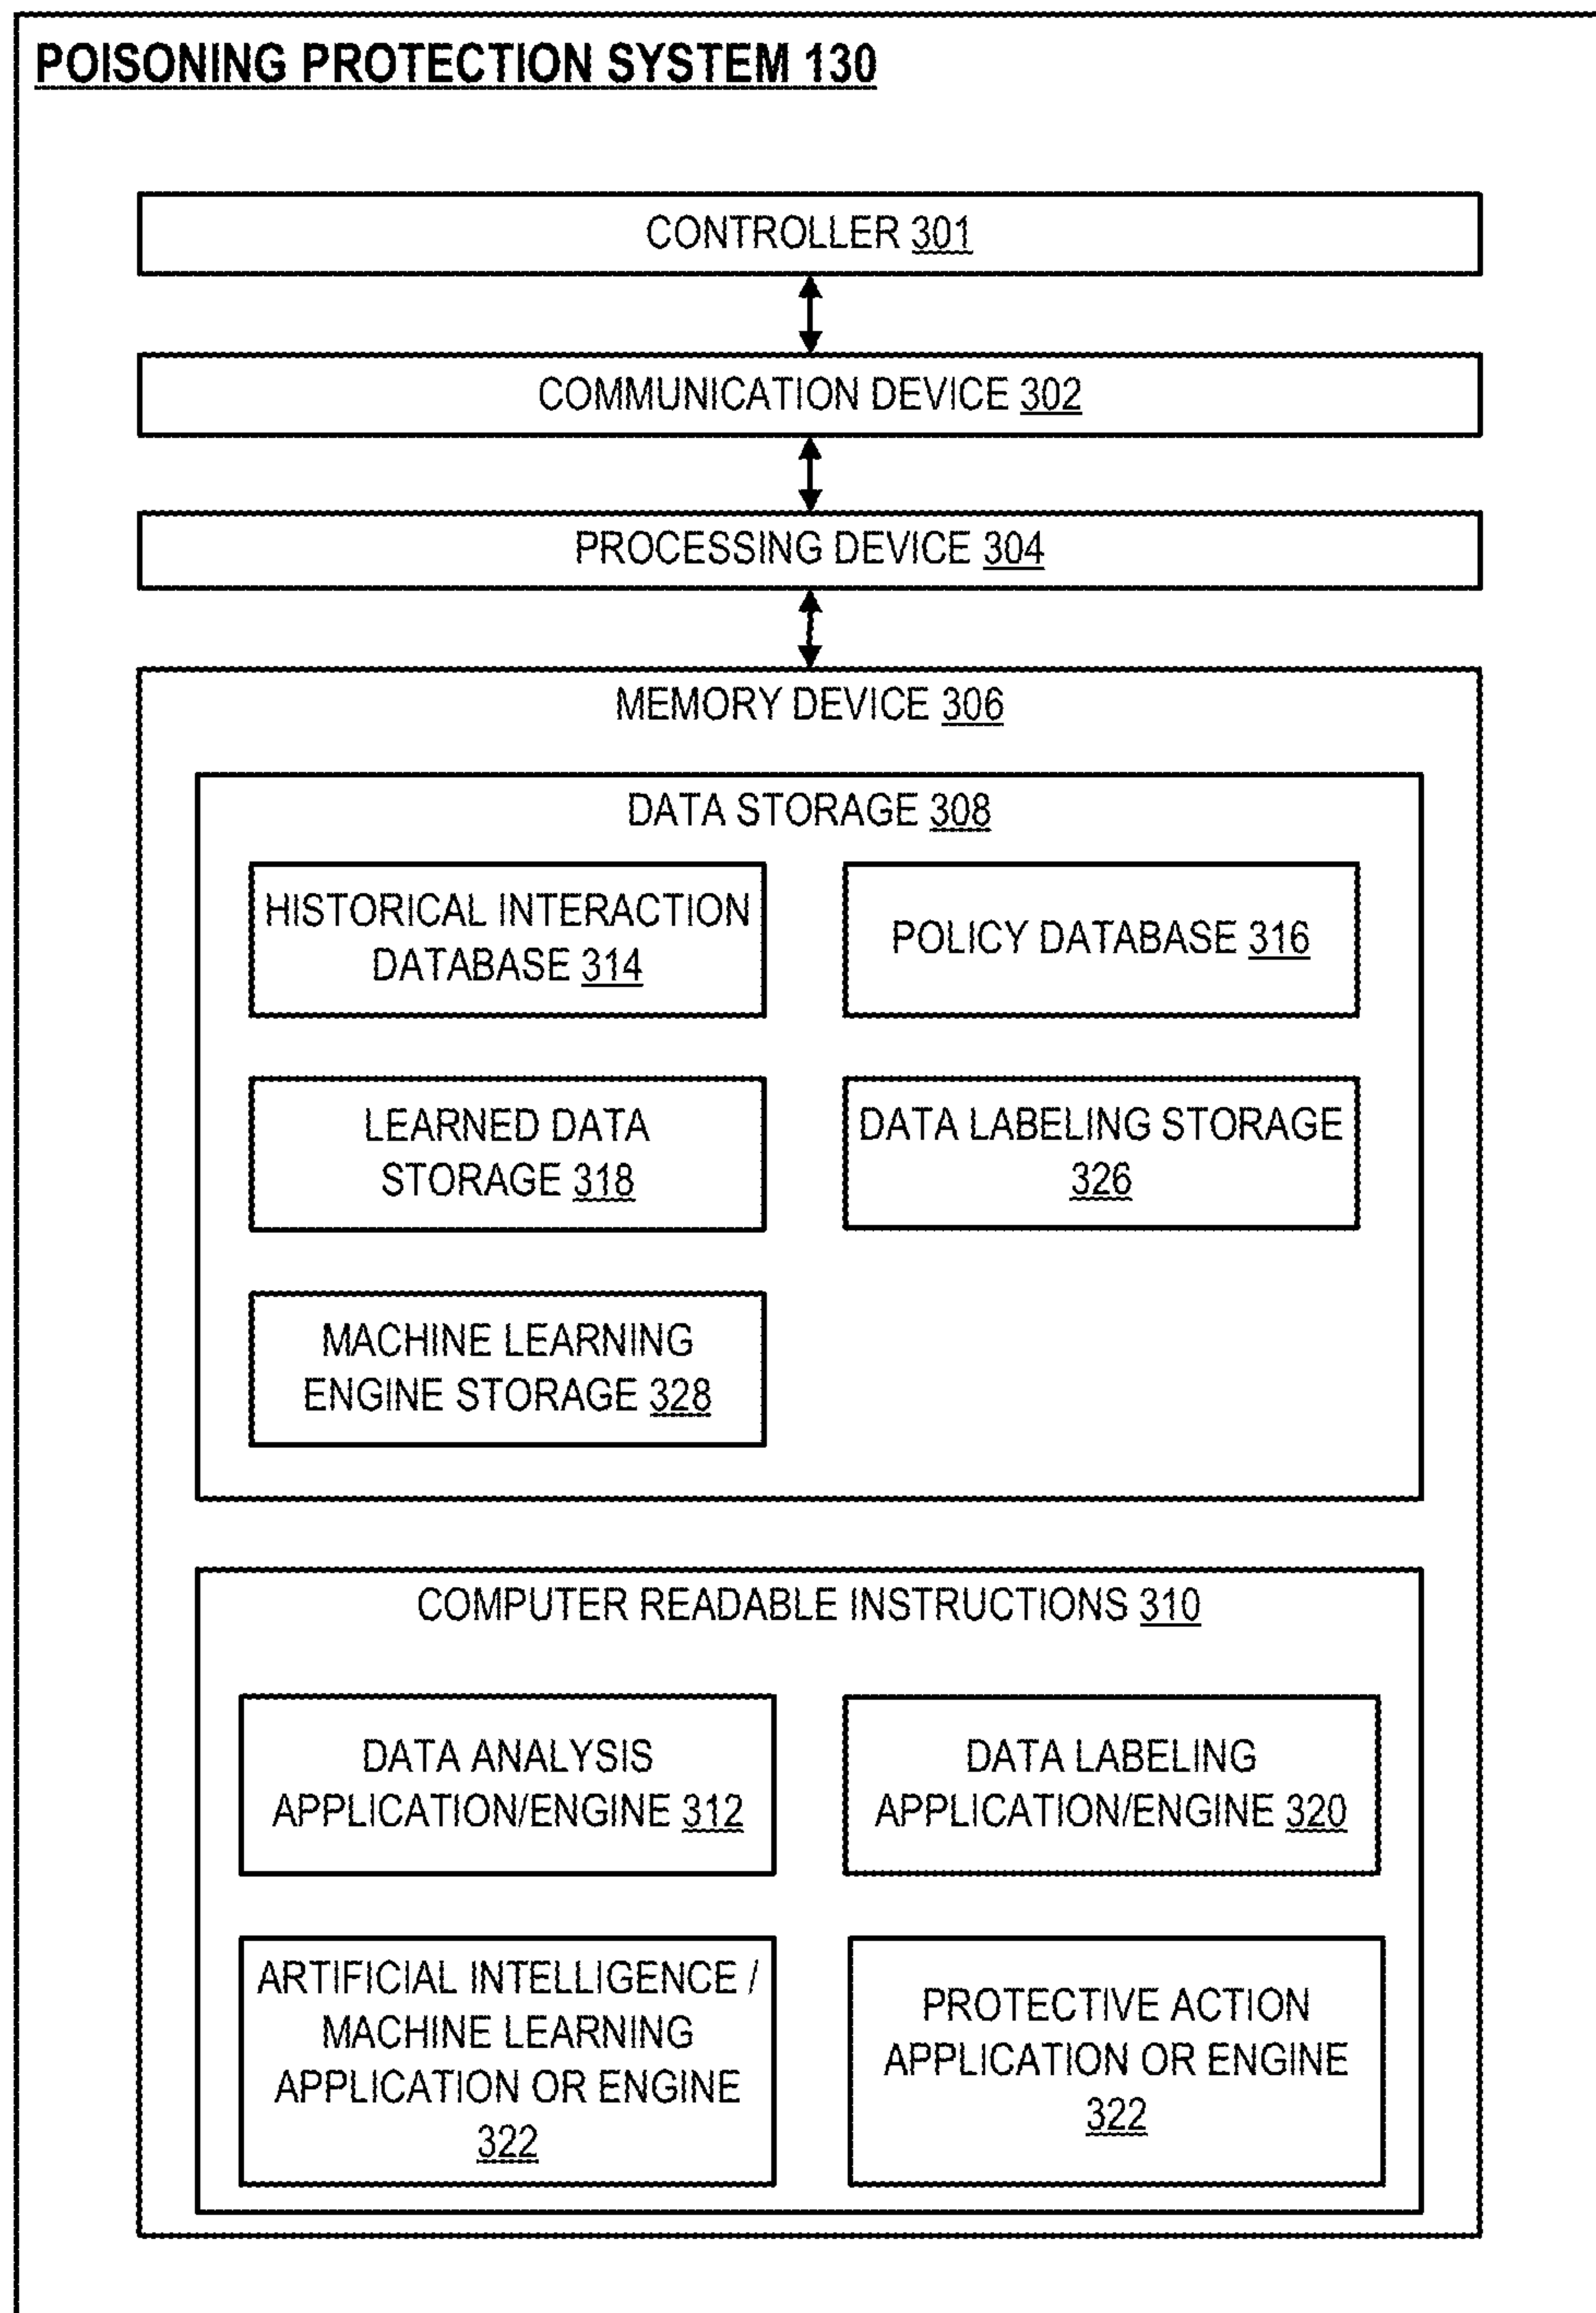 POISONING PROTECTION SYSTEM 130
CONTROLLER 301
COMMUNICATION DEVICE 302
PROCESSING DEVICE 304
MEMORY DEVICE 306
DATA STORAGE 308
HISTORICAL INTERACTION
DATABASE 314
POLICY DATABASE 316
LEARNED DATA
STORAGE 318
DATA LABELING STORAGE
326
MACHINE LEARNING
ENGINE STORAGE 328
COMPUTER READABLE INSTRUCTIONS 310
DATA ANALYSIS
APPLICATION/ENGINE 312
DATA LABELING
APPLICATION/ENGINE 320
ARTIFICIAL INTELLIGENCE /
MACHINE LEARNING
APPLICATION OR ENGINE
322
PROTECTIVE ACTION
APPLICATION OR ENGINE
322